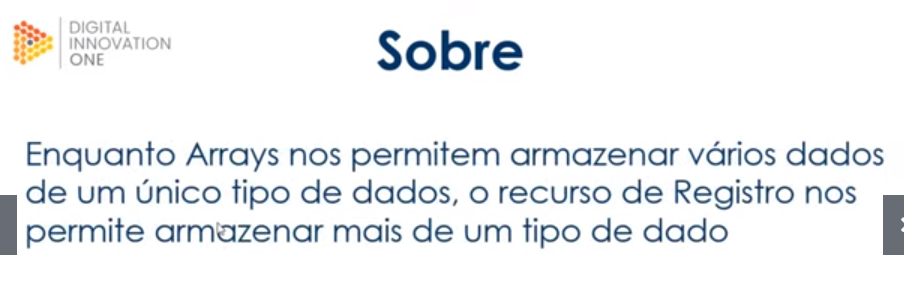 DIGITAL
INNOVATION
ONE
Sobre
Enquanto Arrays nos permitem armazenar vários dados
de um único tipo de dados, o recurso de Registro nos
permite armazenar mais de um tipo de dado